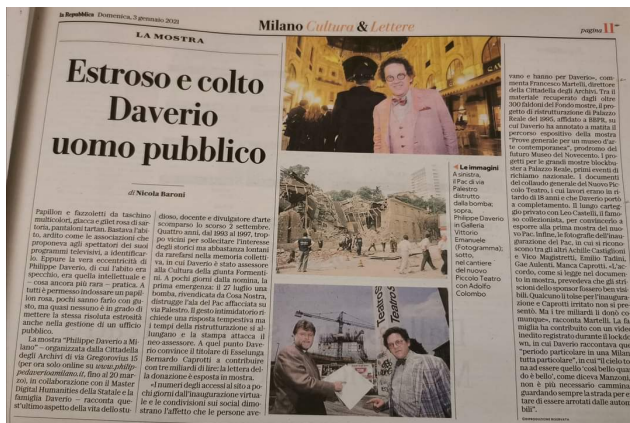 la Repubblica Domenica, 3 gennaio 2021
Milano Cultura & Lettere
pagina 11
LA MOSTRA
Estroso e colto
Daverio
uomo pubblico
di Nicola Baroni
Papillon e fazzoletti da taschino
multicolori, giacca e gilet rosa di sar-
toria, pantaloni tartan. Bastava l'abi-
to, ardito come le associazioni che
proponeva agli spettatori dei suoi
programmi televisivi, a identificar-
lo. Eppure la vera eccentricità di
Philippe Daverio, di cui l'abito era
specchio, era quella intellettuale e
– cosa ancora più rara – pratica. A
tutti è permesso indossare un papil-
lon rosa, pochi sanno farlo con gu-
sto, ma quasi nessuno è in grado di
mettere la stessa risoluta estrosità
anche nella gestione di un ufficio
pubblico.
La mostra "Philippe Daverio a Mi-
lano" – organizzata dalla Cittadella
degli Archivi di via Gregorovius 15
(per ora solo online su www.philip-
pedaverioamilano.it, fino al 20 mar-
zo), in collaborazione con il Master
Digital Humanities della Statale e la
famiglia Daverio – racconta que-
st'ultimo aspetto della vita dello stu-
dioso, docente e divulgatore d'arte
scomparso lo scorso 2 settembre.
Quattro anni, dal 1993 al 1997, trop-
po vicini per sollecitare l'interesse
degli storici ma abbastanza lontani
da rarefarsi nella memoria colletti-
va, in cui Daverio è stato assessore
alla Cultura della giunta Formenti-
ni. A pochi giorni dalla nomina, la
prima emergenza: il 27 luglio una
bomba, rivendicata da Cosa Nostra,
distrugge l'ala del Pac affacciata su
via Palestro. Il gesto intimidatorio ri-
chiede una risposta tempestiva ma
i tempi della ristrutturazione si al-
lungano e la stampa attacca il
neo-assessore. A quel punto Dave-
rio convince il titolare di Esselunga
Bernardo Caprotti a contribuire
con tre miliardi di lire: la lettera del-
la donazione è esposta in mostra.
«I numeri degli accessi al sito a po-
chi giorni dall'inaugurazione virtua-
le e le condivisioni sui social dimo-
strano l'affetto che le persone ave-
Le immagini
A sinistra,
il Pac di via
Palestro
distrutto
dalla bomba;
sopra,
Philippe Daverio
in Galleria
Vittorio
Emanuele
(Fotogramma);
sotto,
nel cantiere
del nuovo
Piccolo Teatro
con Adolfo
Colombo
vano e hanno per Daverio», com-
menta Francesco Martelli, direttore
della Cittadella degli Archivi. Tra il
materiale recuperato dagli oltre
300 faldoni del Fondo mostre, il pro-
getto di ristrutturazione di Palazzo
Reale del 1995, affidato a BBPR, su
cui Daverio ha annotato a matita il
percorso espositivo della mostra
"Prove generale per un museo d'ar-
te contemporanea", prodromo del
futuro Museo del Novecento. I pro-
getti per le grandi mostre blockbu-
ster a Palazzo Reale, primi eventi di
richiamo nazionale. I documenti
del collaudo generale del Nuovo Pic-
colo Teatro, i cui lavori erano in ri-
tardo di 18 anni e che Daverio portò
a completamento. Il lungo carteg-
gio privato con Leo Castelli, il famo-
so collezionista, per convincerlo a
esporre alla prima mostra del nuo-
vo Pac. Infine, le fotografie dell'inau-
gurazione del Pac, in cui si ricono-
scono tra gli altri Achille Castiglioni
e Vico Magistretti, Emilio Tadini,
Gae Aulenti, Manca Caprotti, «L'ac-
cordo, come si legge nel documen-
to in mostra, prevedeva che gli stri-
scioni dello sponsor fossero ben visi-
bili. Qualcuno li tolse per l'inaugura-
zione e Caprotti irritato non si pre-
sentò. Ma i tre miliardi li donò co-
munque», racconta Martelli. La fa-
miglia ha contribuito con un video
inedito registrato durante il lockdo-
wn, in cui Daverio raccontava quel
"periodo particolare in una Milano
tutta particolare", in cui "il cielo tor-
na ad essere quello 'così bello quan-
do è bello', come diceva Manzoni,
non è più necessario camminare
guardando sempre la strada per evi-
tare di essere arrotati dalle automo-
bili".